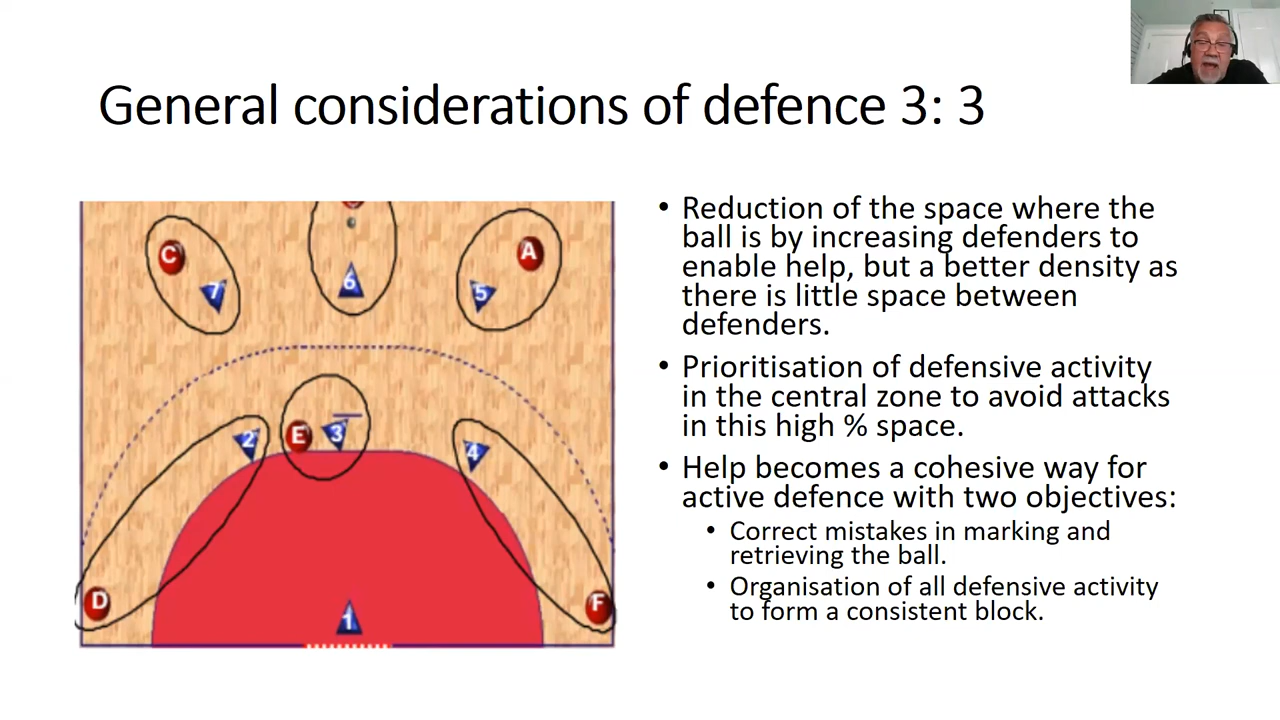 General considerations of defence 3: 3
C
A
7
6
5
2
E
3
4
D
F
1
• Reduction of the space where the
ball is by increasing defenders to
enable help, but a better density as
there is little space between
defenders.
• Prioritisation of defensive activity
in the central zone to avoid attacks
in this high % space.
• Help becomes a cohesive way for
active defence with two objectives:
• Correct mistakes in marking and
retrieving the ball.
• Organisation of all defensive activity
to form a consistent block.